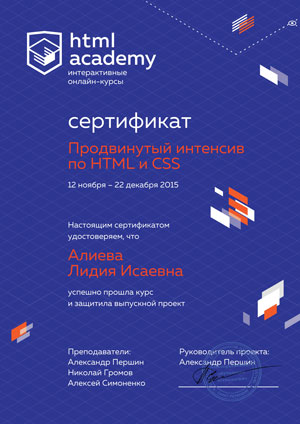 html
academy
интерактивные
онлайн-курсы
сертификат
Продвинутый интенсив
по HTML и CSS
12 ноября – 22 декабря 2015
Настоящим сертификатом
удостоверяем, что
Алиева
Лидия Исаевна
успешно прошла курс
и защитила выпускной проект
Преподаватели:
Александр Першин
Николай Громов
Алексей Симоненко
Руководитель проекта:
Александр Першин